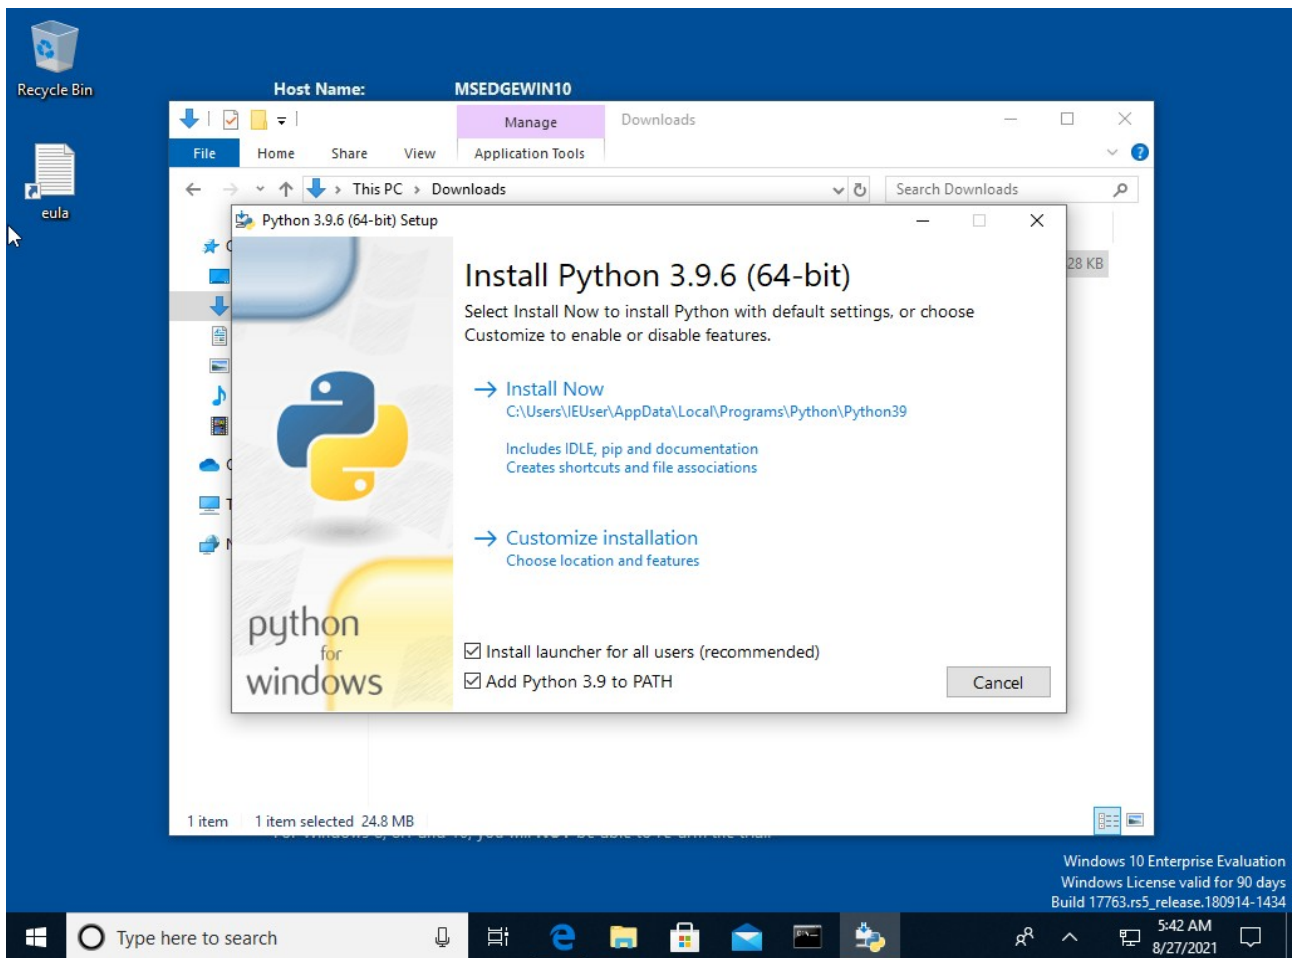 Recycle Bin
Host Name: MSEDGEWIN10
Manage Downloads
File Home Share View Application Tools
This PC > Downloads
Search Downloads
eula
Python 3.9.6 (64-bit) Setup
28 KB
Install Python 3.9.6 (64-bit)
Select Install Now to install Python with default settings, or choose
Customize to enable or disable features.
Install Now
C:\Users\IEUser\AppData\Local\Programs\Python\Python39
Includes IDLE, pip and documentation
Creates shortcuts and file associations
Customize installation
Choose location and features
python
for
windows
Install launcher for all users (recommended)
Add Python 3.9 to PATH
Cancel
1 item 1 item selected 24.8 MB
Windows 10 Enterprise Evaluation
Windows License valid for 90 days
Build 17763.rs5_release.180914-1434
Type here to search
5:42 AM
8/27/2021